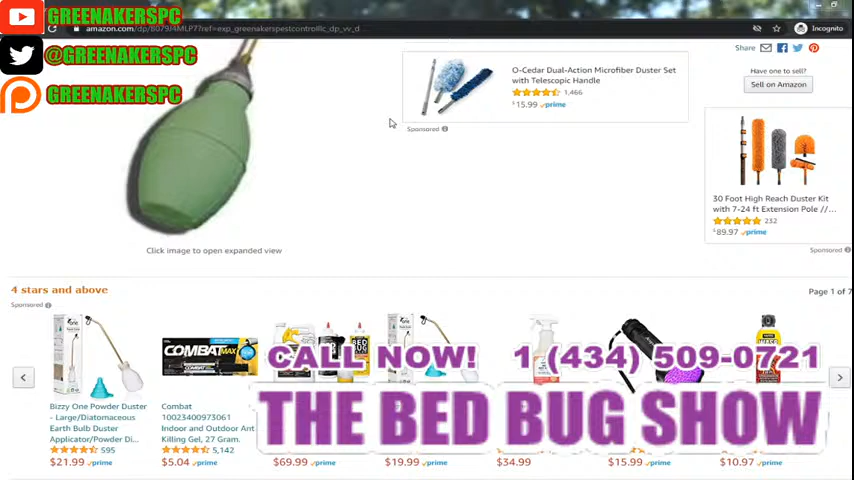 GREENAKERSPC
@GREENAKERSPC
GREENAKERSPC
amazon.com/dp/B079J4MLP7?ref=exp_greenakerspestcontrolllc_dp_vv_d
Incognito
Share
Have one to sell?
Sell on Amazon
O-Cedar Dual-Action Microfiber Duster Set
with Telescopic Handle
1,466
$15.99 prime
Sponsored
30 Foot High Reach Duster Kit
with 7-24 ft Extension Pole //...
232
$89.97 prime
Sponsored
Click image to open expanded view
4 stars and above
Page 1 of 7
Sponsored
COMBAT MAX
BED BUG
CALL NOW! 1 (434) 509-0721
THE BED BUG SHOW
Bizzy One Powder Duster
- Large/Diatomaceous
Earth Bulb Duster
Applicator/Powder Di...
595
$21.99 prime
Combat
10023400973061
Indoor and Outdoor Ant
Killing Gel, 27 Gram.
5,142
$5.04 prime
$69.99 prime
$19.99 prime
$34.99
$15.99 prime
$10.97 prime